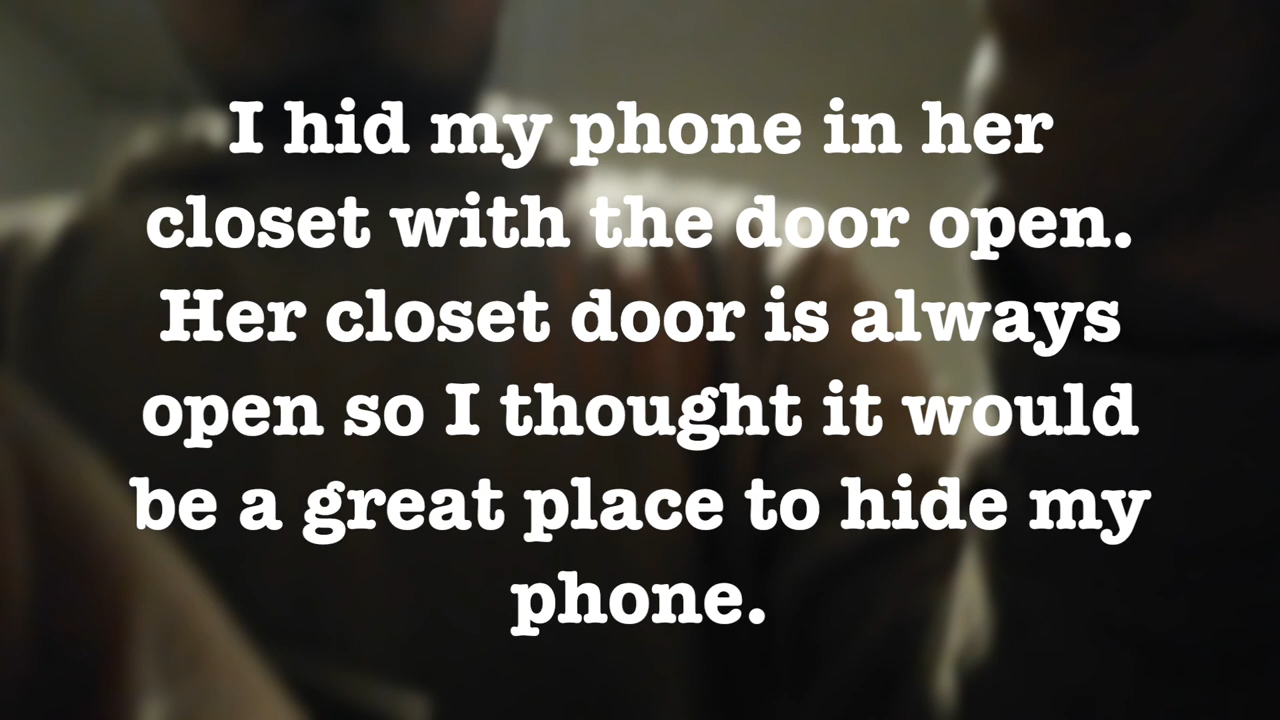 I hid my phone in her
closet with the door open.
Her closet door is always
open so I thought it would
be a great place to hide my
phone.